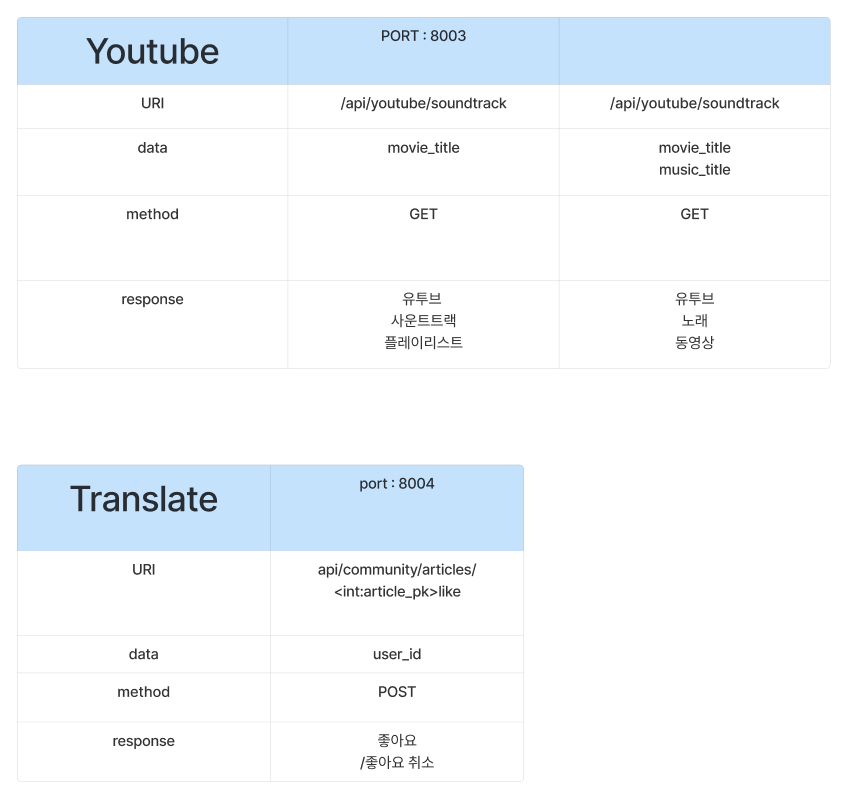 Youtube
PORT : 8003
URI
/api/youtube/soundtrack
/api/youtube/soundtrack
data
movie_title
movie_title
music_title
method
GET
GET
response
유투브
사운트트랙
플레이리스트
유투브
노래
동영상
Translate
port : 8004
URI
api/community/articles/
<int:article_pk>like
data
user_id
method
POST
response
좋아요
/좋아요 취소